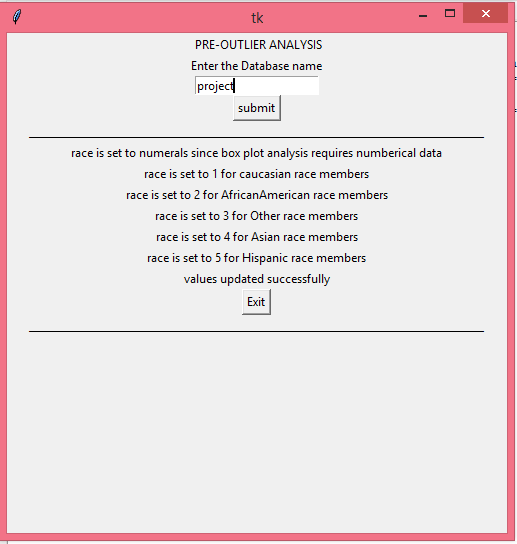 tk
PRE-OUTLIER ANALYSIS
Enter the Database name
project
submit
race is set to numerals since box plot analysis requires numberical data
race is set to 1 for caucasian race members
race is set to 2 for AfricanAmerican race members
race is set to 3 for Other race members
race is set to 4 for Asian race members
race is set to 5 for Hispanic race members
values updated successfully
Exit